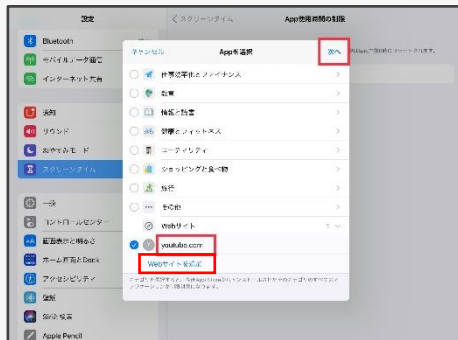 設定
スクリーンタイム
App使用時間の制限
Bluetooth
モバイルデータ通信
インターネット共有
通知
サウンド
おやすみモード
スクリーンタイム
一般
コントロールセンター
画面表示と明るさ
ホーム画面とDock
アクセシビリティ
壁紙
Siriと検索
Apple Pencil
キャンセル
Appを選択
次へ
仕事効率化とファイナンス
教育
情報と読書
健康とフィットネス
ユーティリティ
ショッピングと食べ物
旅行
その他
Webサイト
1
youtube.com
Webサイトを追加